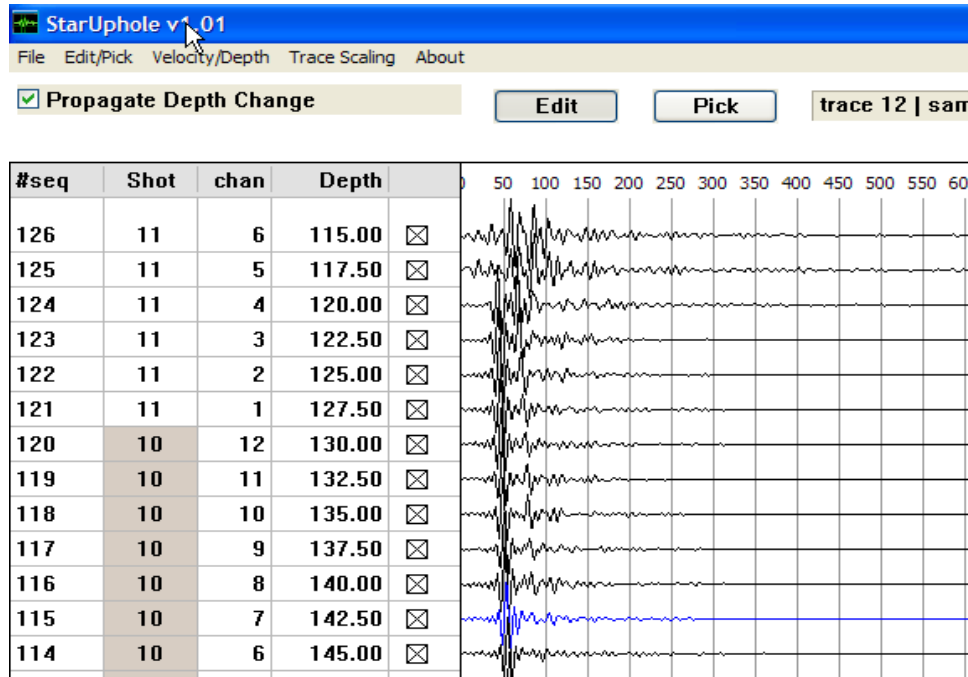 StarUphole v1.01
File Edit/Pick Velocity/Depth Trace Scaling About
Propagate Depth Change Edit Pick trace 12 | sam
#seq Shot chan Depth 0 50 100 150 200 250 300 350 400 450 500 550 60
126 11 6 115.00
125 11 5 117.50
124 11 4 120.00
123 11 3 122.50
122 11 2 125.00
121 11 1 127.50
120 10 12 130.00
119 10 11 132.50
118 10 10 135.00
117 10 9 137.50
116 10 8 140.00
115 10 7 142.50
114 10 6 145.00